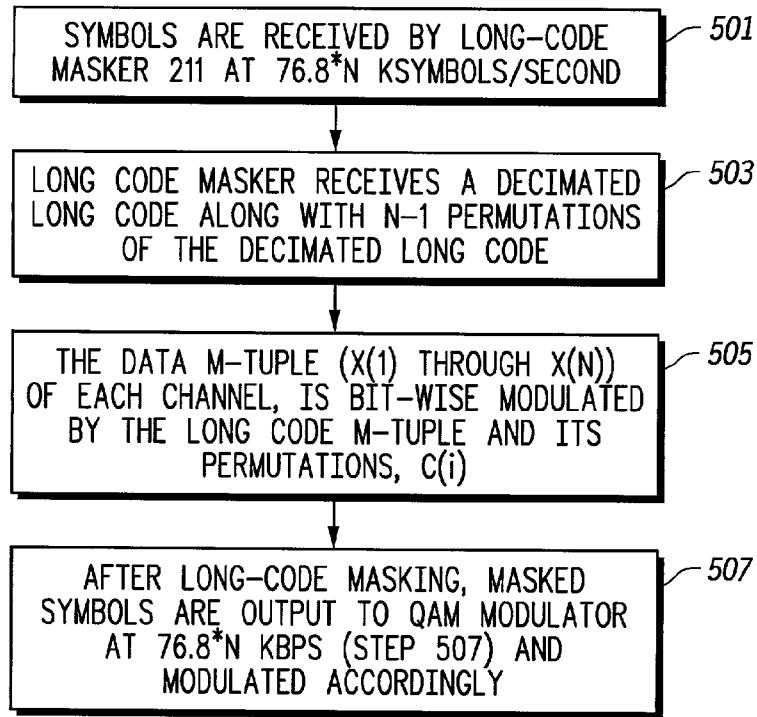 SYMBOLS ARE RECEIVED BY LONG-CODE
MASKER 211 AT 76.8*N KSYMBOLS/SECOND
501
LONG CODE MASKER RECEIVES A DECIMATED
LONG CODE ALONG WITH N-1 PERMUTATIONS
OF THE DECIMATED LONG CODE
503
THE DATA M-TUPLE (X(1) THROUGH X(N))
OF EACH CHANNEL, IS BIT-WISE MODULATED
BY THE LONG CODE M-TUPLE AND ITS
PERMUTATIONS, C(i)
505
AFTER LONG-CODE MASKING, MASKED
SYMBOLS ARE OUTPUT TO QAM MODULATOR
AT 76.8*N KBPS (STEP 507) AND
MODULATED ACCORDINGLY
507